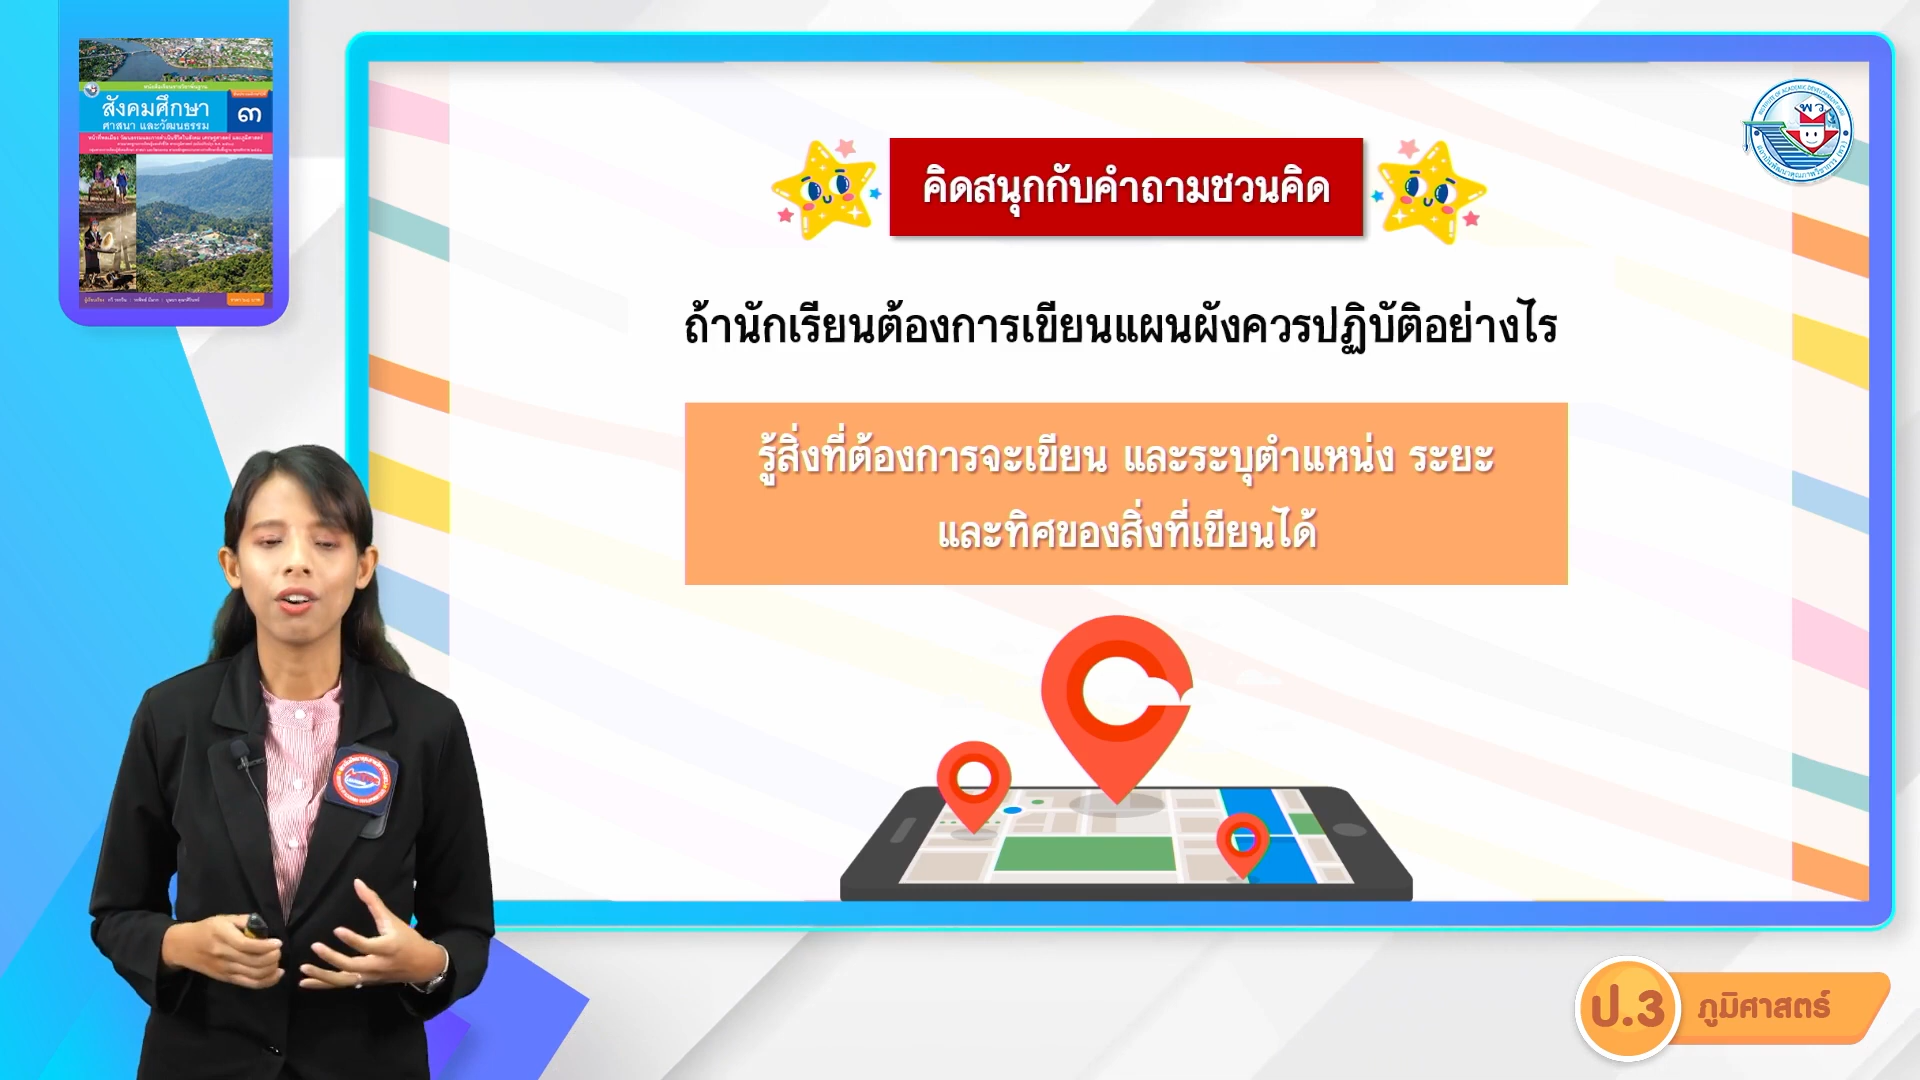 สังคมศึกษา
ศาสนา และวัฒนธรรม
๓
คิดสนุกกับคำถามชวนคิด
ถ้านักเรียนต้องการเขียนแผนผังควรปฏิบัติอย่างไร
รู้สิ่งที่ต้องการจะเขียน และระบุตำแหน่ง ระยะ
และทิศของสิ่งที่เขียนได้
พว
ป.3
ภูมิศาสตร์